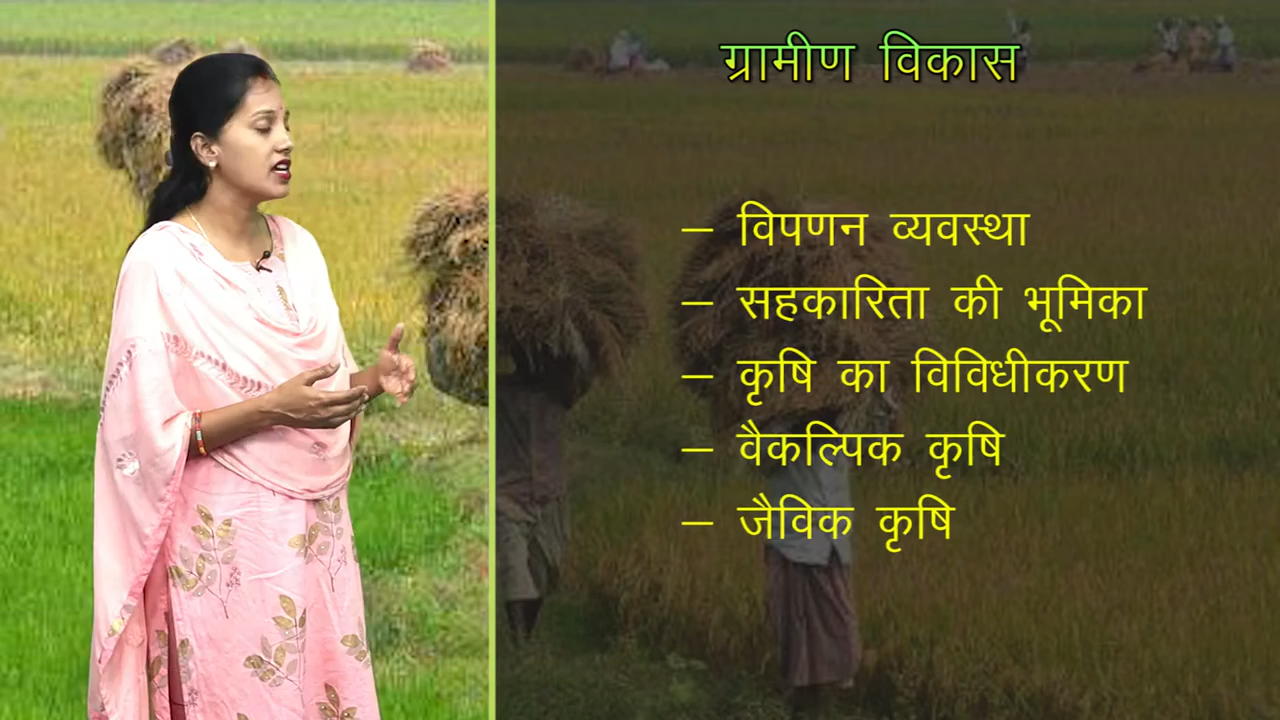 ग्रामीण विकास
– विपणन व्यवस्था
– सहकारिता की भूमिका
– कृषि का विविधीकरण
– वैकल्पिक कृषि
– जैविक कृषि